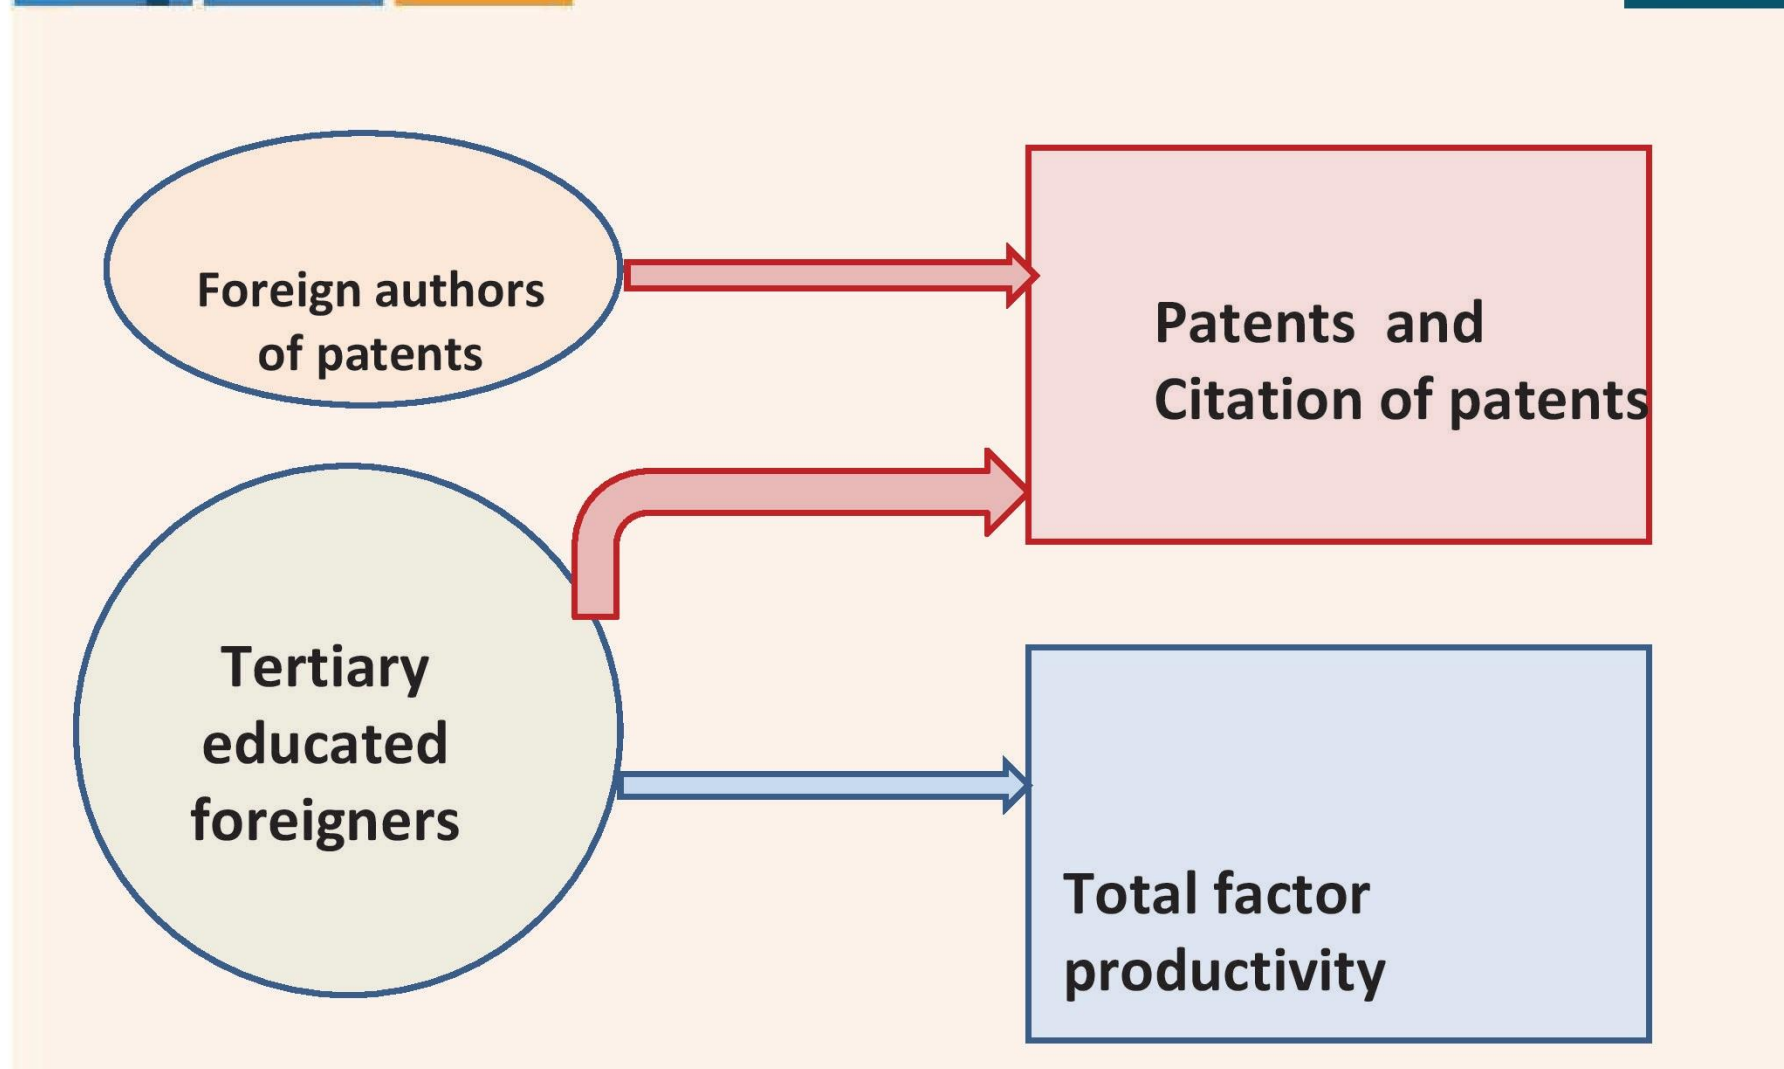 Foreign authors
of patents
Patents and
Citation of patents
Tertiary
educated
foreigners
Total factor
productivity